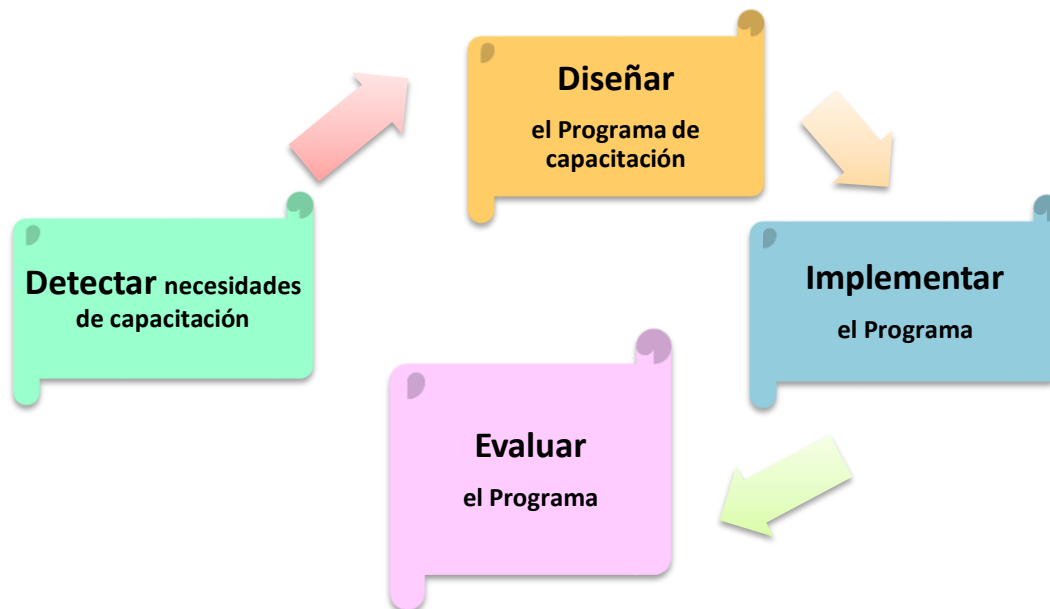 Diseñar
el Programa de
capacitación
Detectar necesidades
de capacitación
Implementar
el Programa
Evaluar
el Programa